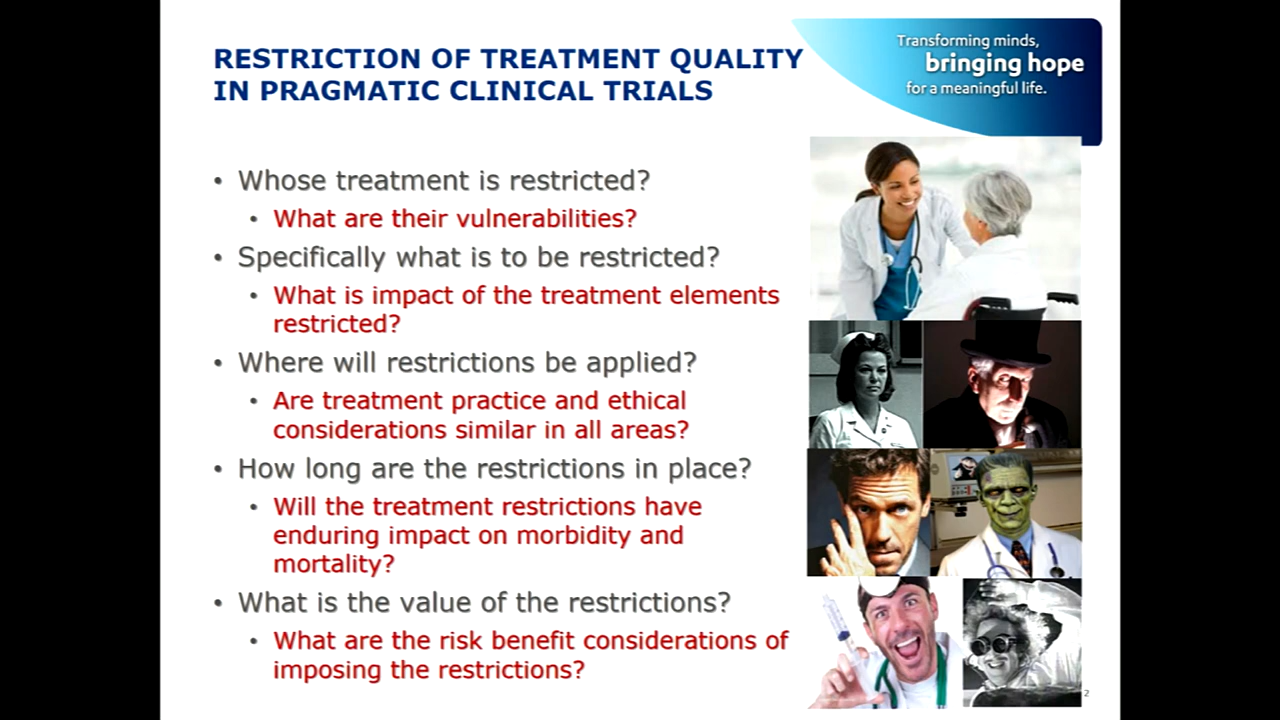 RESTRICTION OF TREATMENT QUALITY
IN PRAGMATIC CLINICAL TRIALS
Transforming minds,
bringing hope
for a meaningful life.
• Whose treatment is restricted?
• What are their vulnerabilities?
• Specifically what is to be restricted?
• What is impact of the treatment elements
restricted?
• Where will restrictions be applied?
• Are treatment practice and ethical
considerations similar in all areas?
• How long are the restrictions in place?
• Will the treatment restrictions have
enduring impact on morbidity and
mortality?
• What is the value of the restrictions?
• What are the risk benefit considerations of
imposing the restrictions?
2